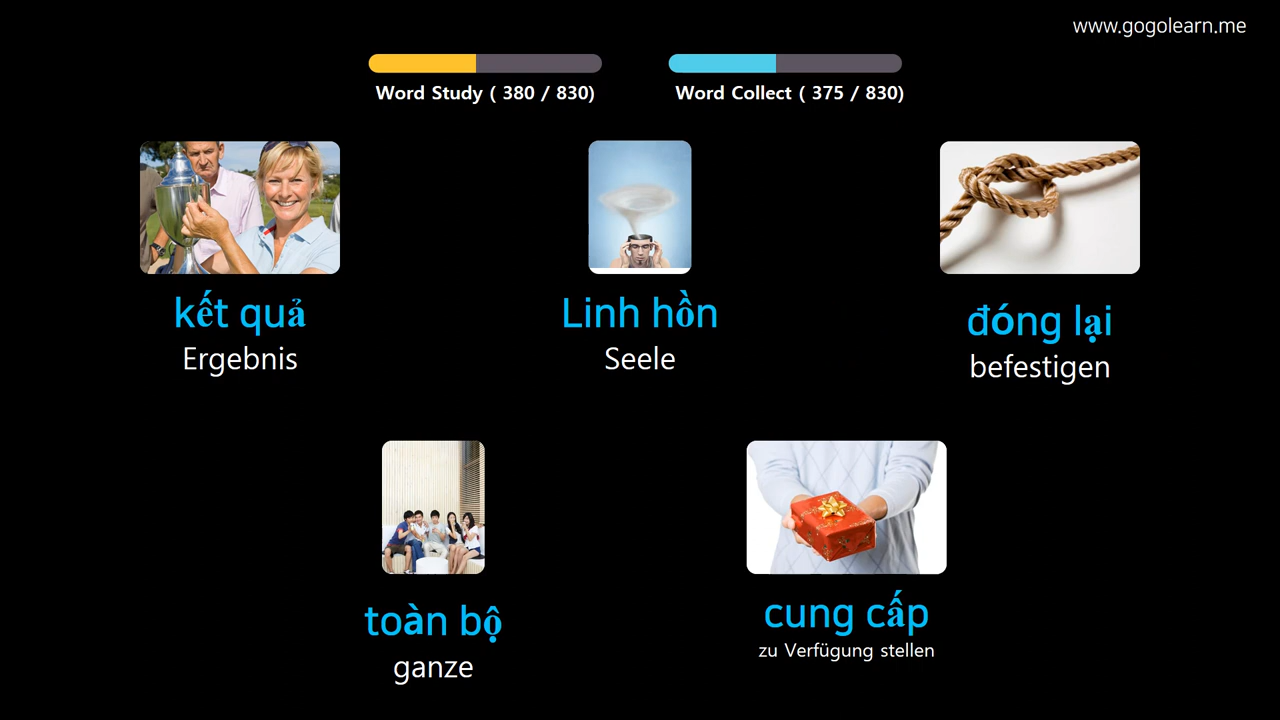 www.gogolearn.me
Word Study ( 380 / 830)
Word Collect ( 375 / 830)
kết quả
Ergebnis
Linh hồn
Seele
đóng lại
befestigen
toàn bộ
ganze
cung cấp
zu Verfügung stellen